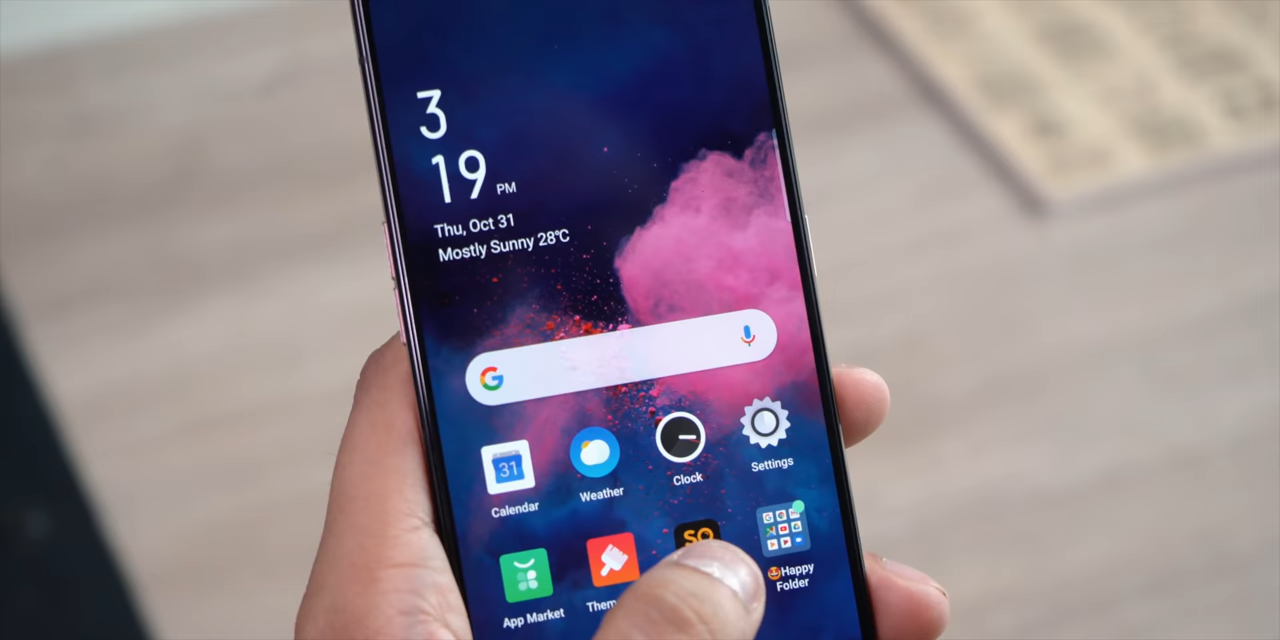 3
19 PM
Thu, Oct 31
Mostly Sunny 28℃
G
31
Calendar
Weather
Clock
Settings
SO
App Market
Them
Happy
Folder